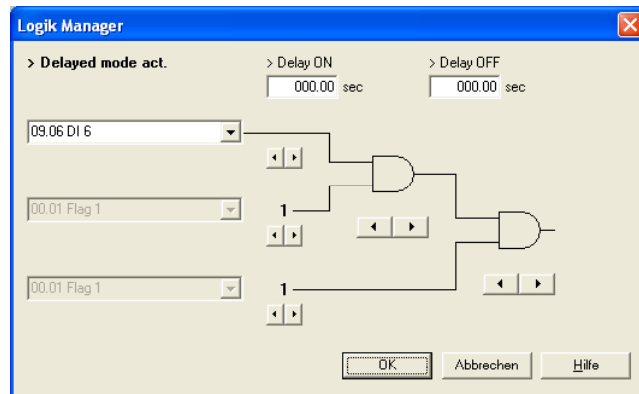 Logik Manager
> Delayed mode act. > Delay ON > Delay OFF
000.00 sec 000.00 sec
09.06 DI 6
00.01 Flag 1 1
00.01 Flag 1 1
OK Abbrechen Hilfe